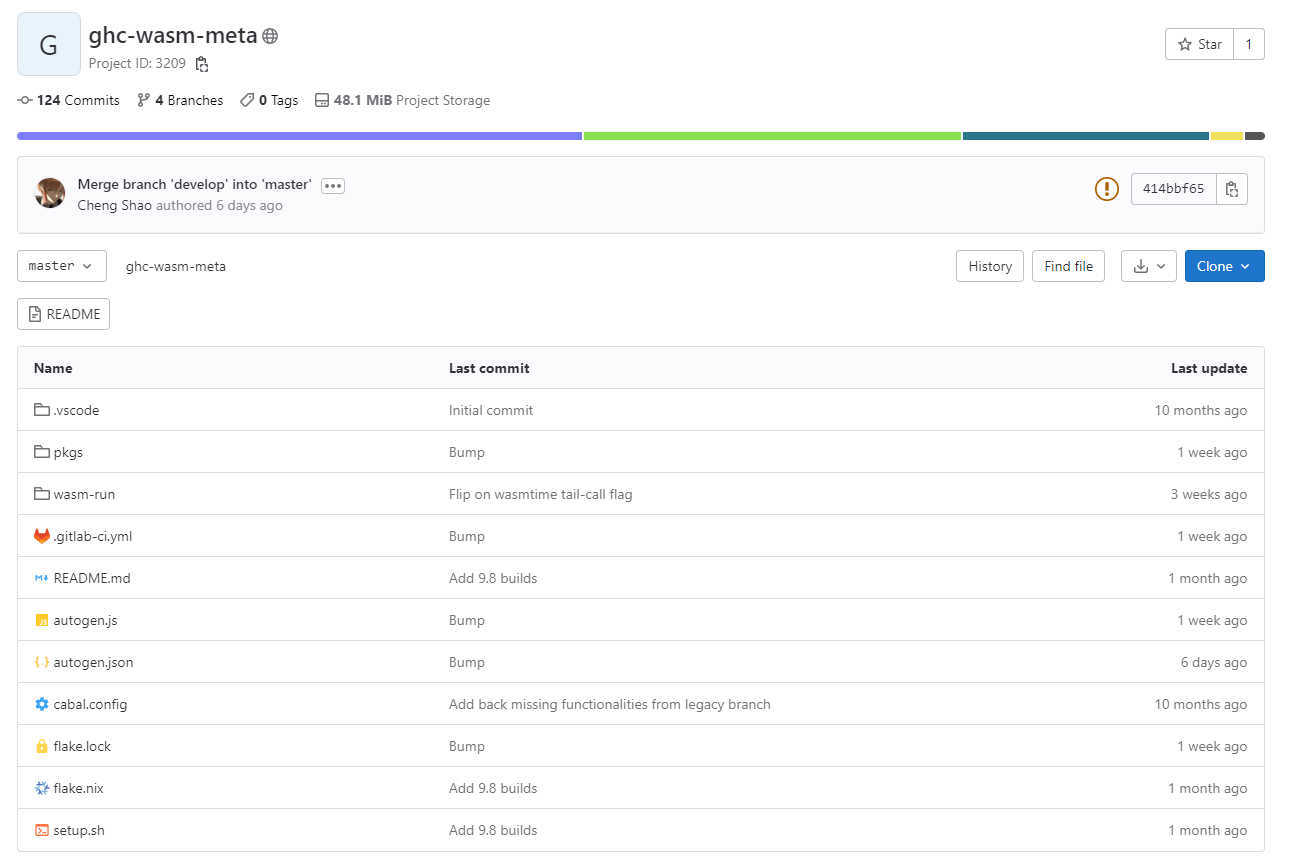 G
ghc-wasm-meta
Project ID: 3209
Star 1
124 Commits 4 Branches 0 Tags 48.1 MiB Project Storage
Merge branch 'develop' into 'master'
Cheng Shao authored 6 days ago
414bbf65
master ghc-wasm-meta History Find file Clone
README
Name Last commit Last update
.vscode Initial commit 10 months ago
pkgs Bump 1 week ago
wasm-run Flip on wasmtime tail-call flag 3 weeks ago
.gitlab-ci.yml Bump 1 week ago
README.md Add 9.8 builds 1 month ago
autogen.js Bump 1 week ago
autogen.json Bump 6 days ago
cabal.config Add back missing functionalities from legacy branch 10 months ago
flake.lock Bump 1 week ago
flake.nix Add 9.8 builds 1 month ago
setup.sh Add 9.8 builds 1 month ago